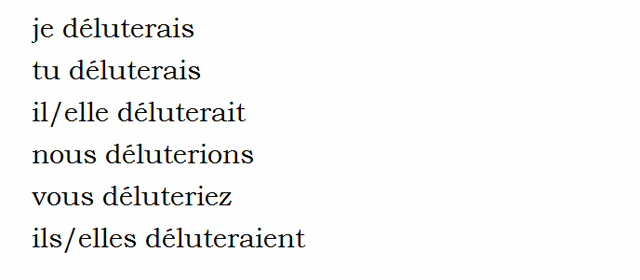 je déluterais
tu déluterais
il/elle déluterait
nous déluterions
vous déluteriez
ils/elles déluteraient